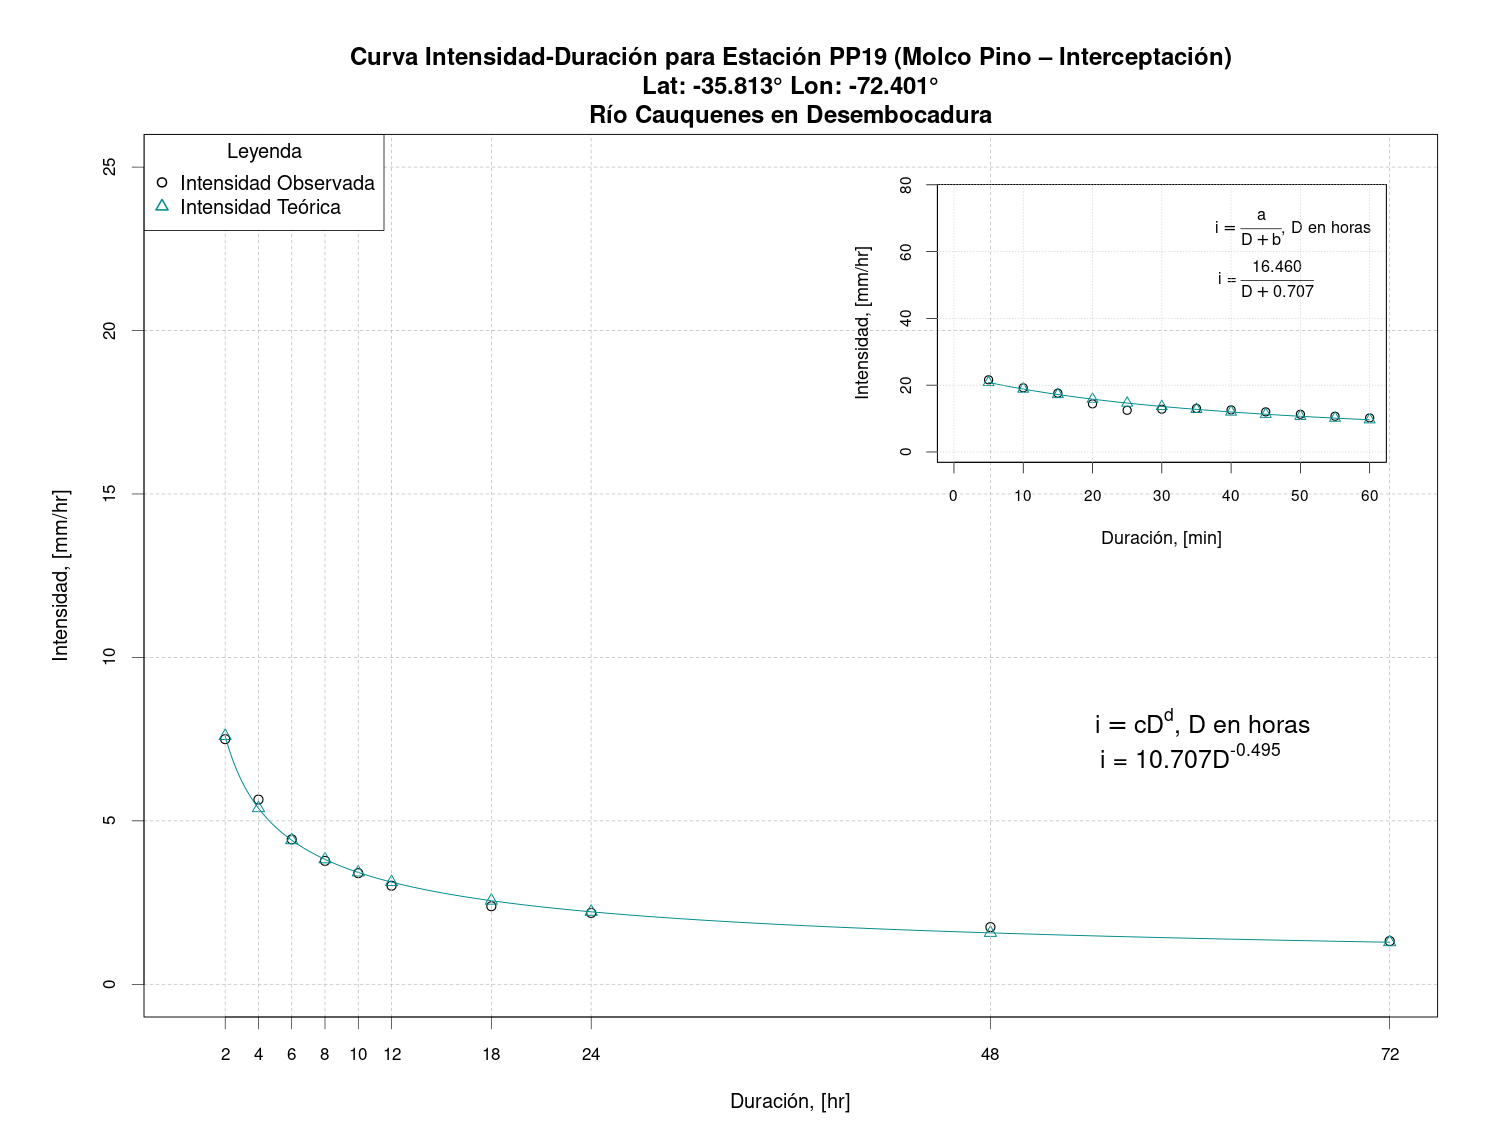 Curva Intensidad-Duración para Estación PP19 (Molco Pino – Interceptación)
Lat: -35.813° Lon: -72.401°
Río Cauquenes en Desembocadura
Leyenda
Intensidad Observada
Intensidad Teórica
Intensidad, [mm/hr]
25
20
15
10
5
0
2 4 6 8 10 12 18 24 48 72
Duración, [hr]
Intensidad, [mm/hr]
80
60
40
20
0
0 10 20 30 40 50 60
Duración, [min]
i = a / D + b, D en horas
i = 16.460 / D + 0.707
i = cD^d, D en horas
i = 10.707D^-0.495